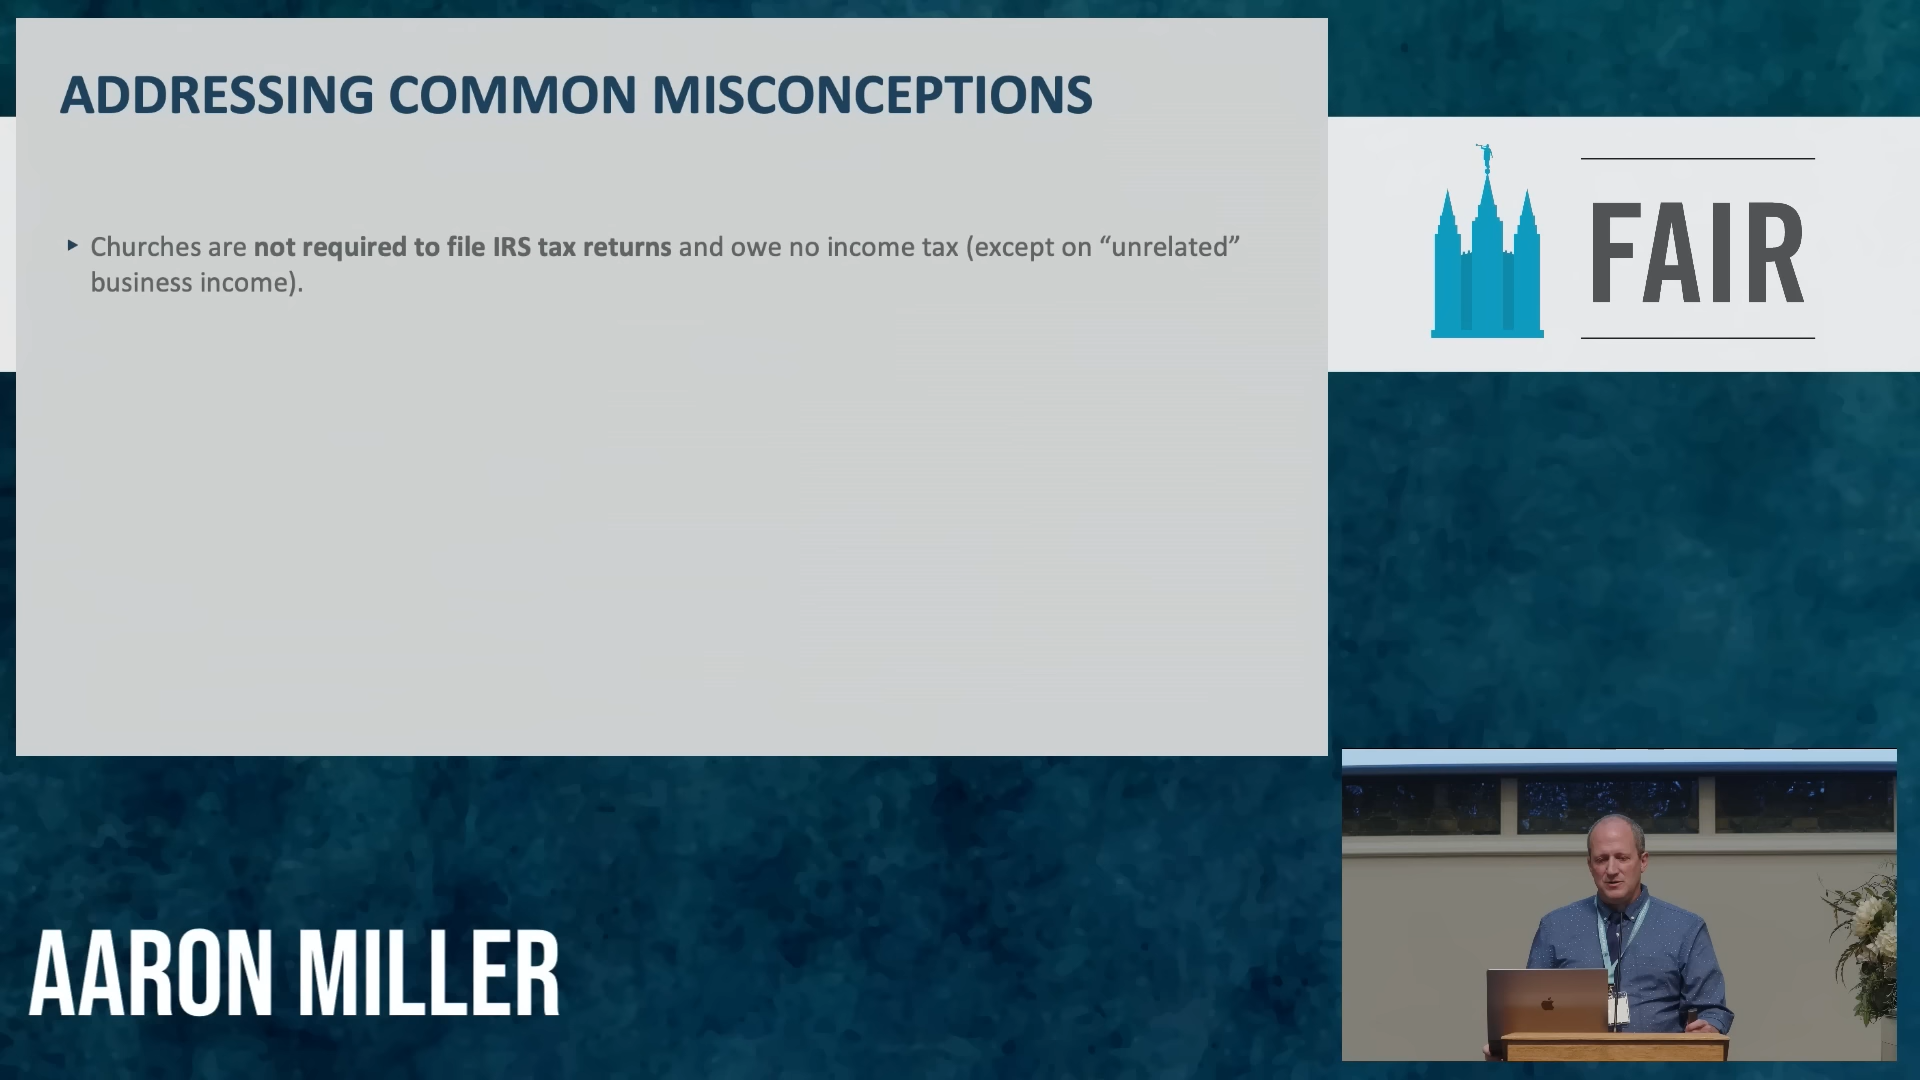 ADDRESSING COMMON MISCONCEPTIONS
▸ Churches are not required to file IRS tax returns and owe no income tax (except on “unrelated”
business income).
FAIR
AARON MILLER